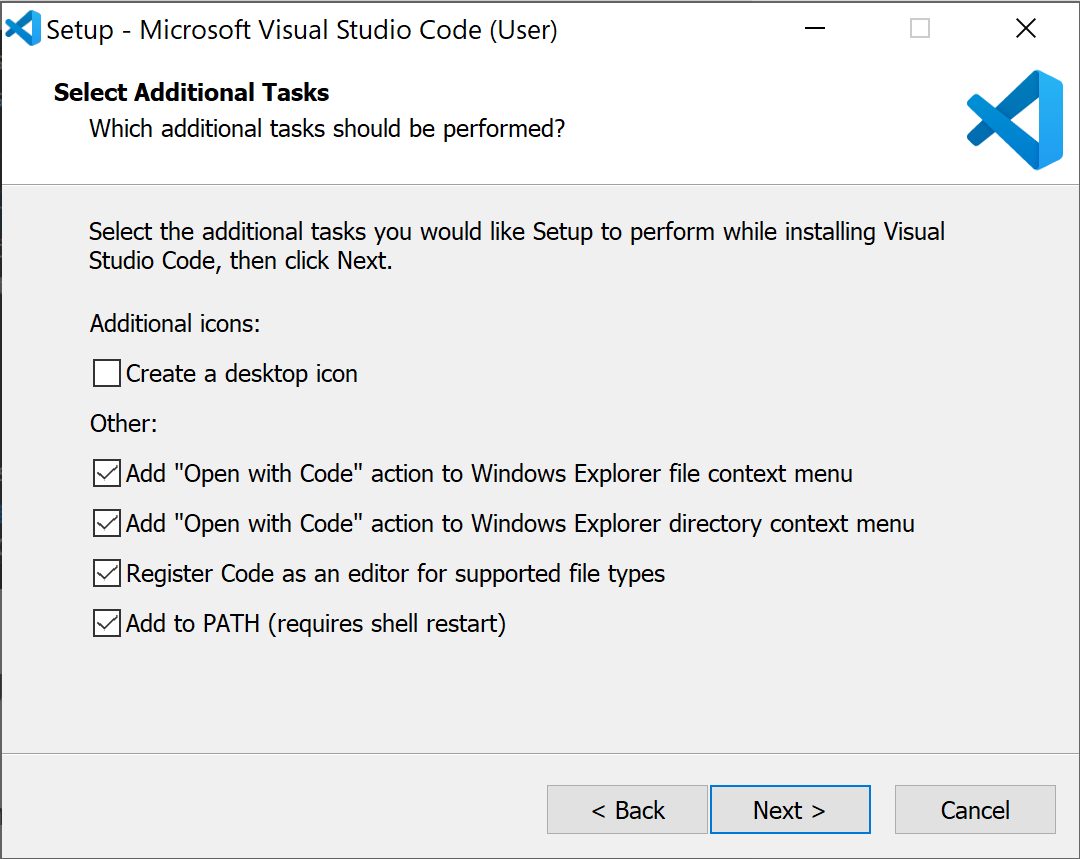 Setup - Microsoft Visual Studio Code (User)
Select Additional Tasks
Which additional tasks should be performed?
Select the additional tasks you would like Setup to perform while installing Visual
Studio Code, then click Next.
Additional icons:
Create a desktop icon
Other:
Add "Open with Code" action to Windows Explorer file context menu
Add "Open with Code" action to Windows Explorer directory context menu
Register Code as an editor for supported file types
Add to PATH (requires shell restart)
< Back
Next >
Cancel